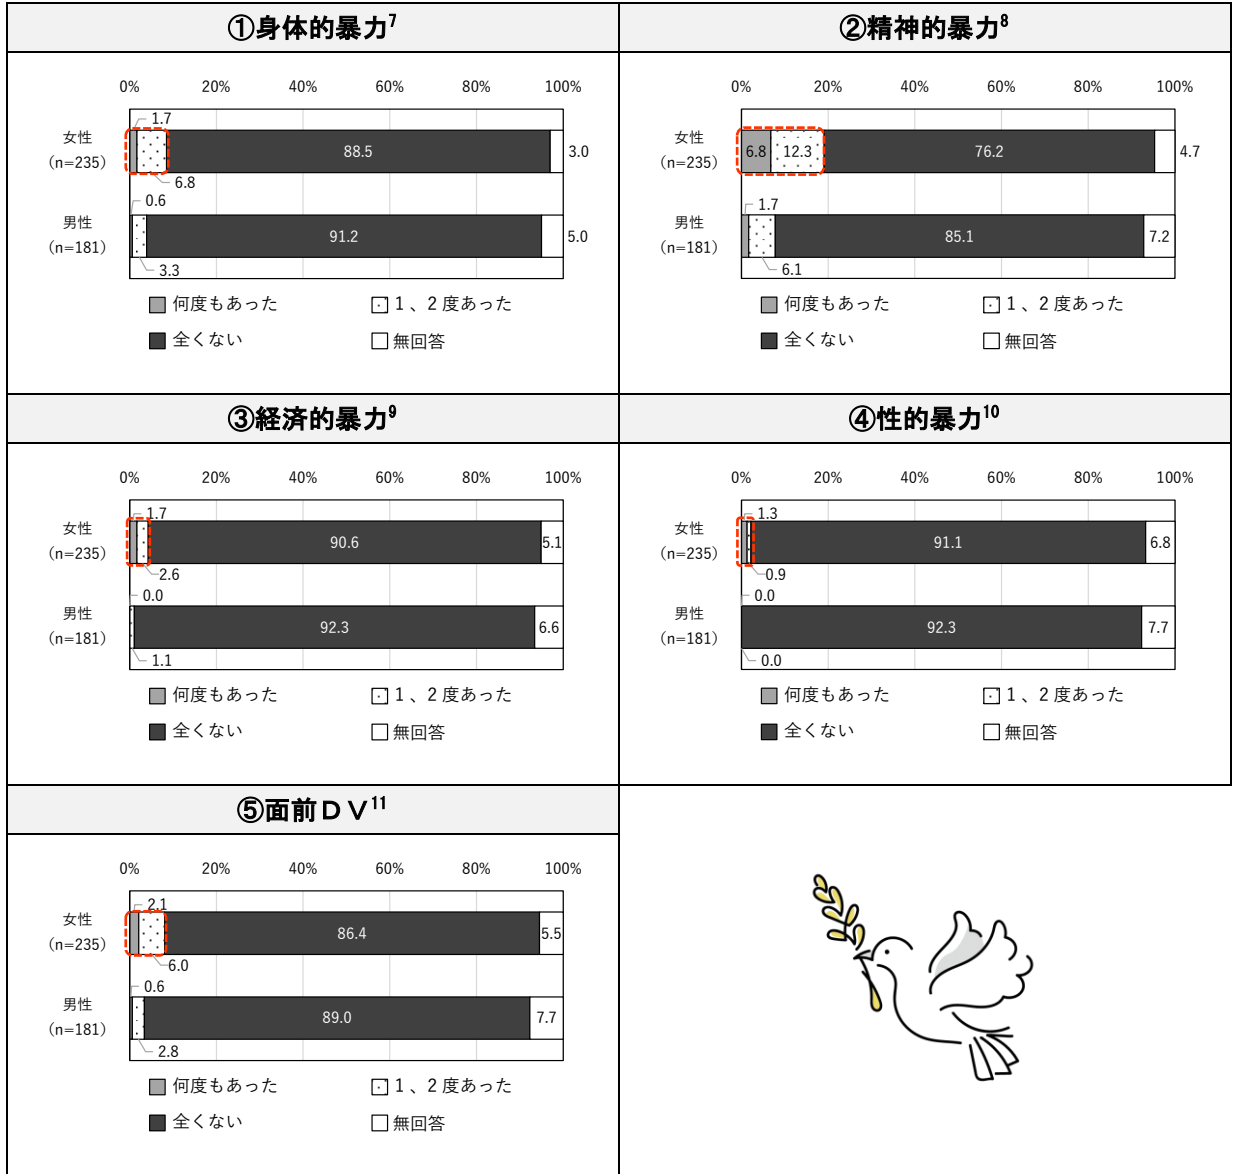 ①身体的暴力7
0% 20% 40% 60% 80% 100%
1.7
女性
(n=235)
88.5
3.0
6.8
0.6
男性
(n=181)
91.2
5.0
3.3
何度もあった
1、2度あった
全くない
無回答
②精神的暴力8
0% 20% 40% 60% 80% 100%
女性
(n=235)
6.8
12.3
76.2
4.7
1.7
男性
(n=181)
85.1
7.2
6.1
何度もあった
1、2度あった
全くない
無回答
③経済的暴力9
0% 20% 40% 60% 80% 100%
1.7
女性
(n=235)
90.6
5.1
2.6
0.0
男性
(n=181)
92.3
6.6
1.1
何度もあった
1、2度あった
全くない
無回答
④性的暴力10
0% 20% 40% 60% 80% 100%
1.3
女性
(n=235)
91.1
6.8
0.9
0.0
男性
(n=181)
92.3
7.7
0.0
何度もあった
1、2度あった
全くない
無回答
⑤面前DV11
0% 20% 40% 60% 80% 100%
2.1
女性
(n=235)
86.4
5.5
6.0
0.6
男性
(n=181)
89.0
7.7
2.8
何度もあった
1、2度あった
全くない
無回答